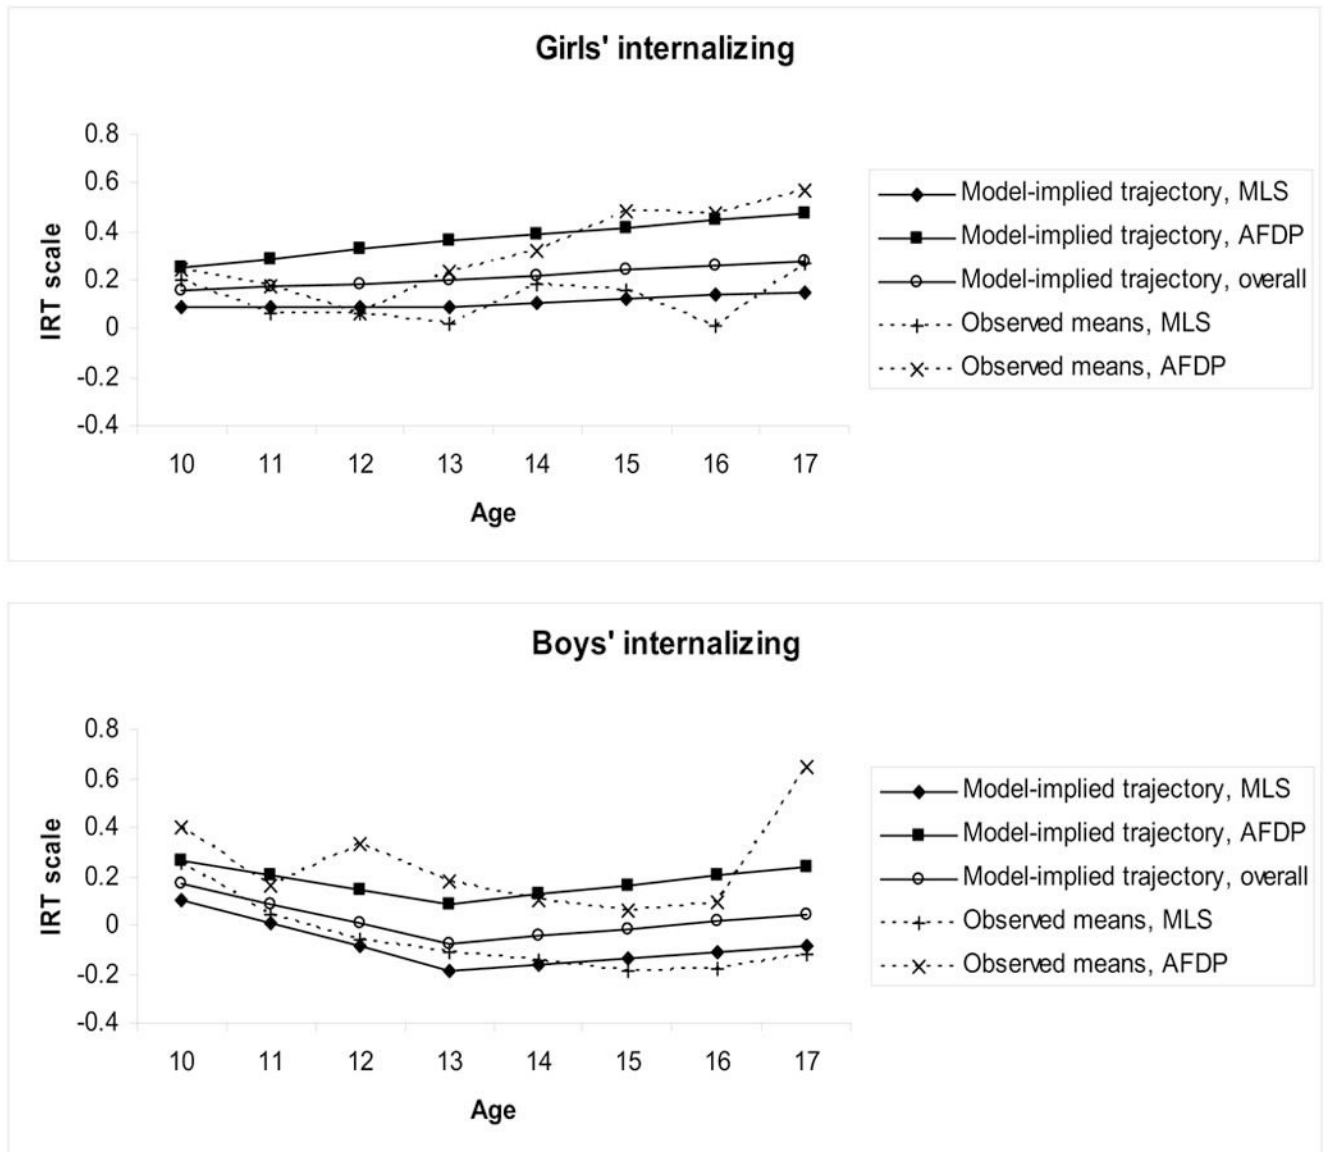 Girls' internalizing
0.8
0.6
0.4
0.2
0
-0.2
-0.4
IRT scale
10 11 12 13 14 15 16 17
Age
Model-implied trajectory, MLS
Model-implied trajectory, AFDP
Model-implied trajectory, overall
Observed means, MLS
Observed means, AFDP
Boys' internalizing
0.8
0.6
0.4
0.2
0
-0.2
-0.4
IRT scale
10 11 12 13 14 15 16 17
Age
Model-implied trajectory, MLS
Model-implied trajectory, AFDP
Model-implied trajectory, overall
Observed means, MLS
Observed means, AFDP